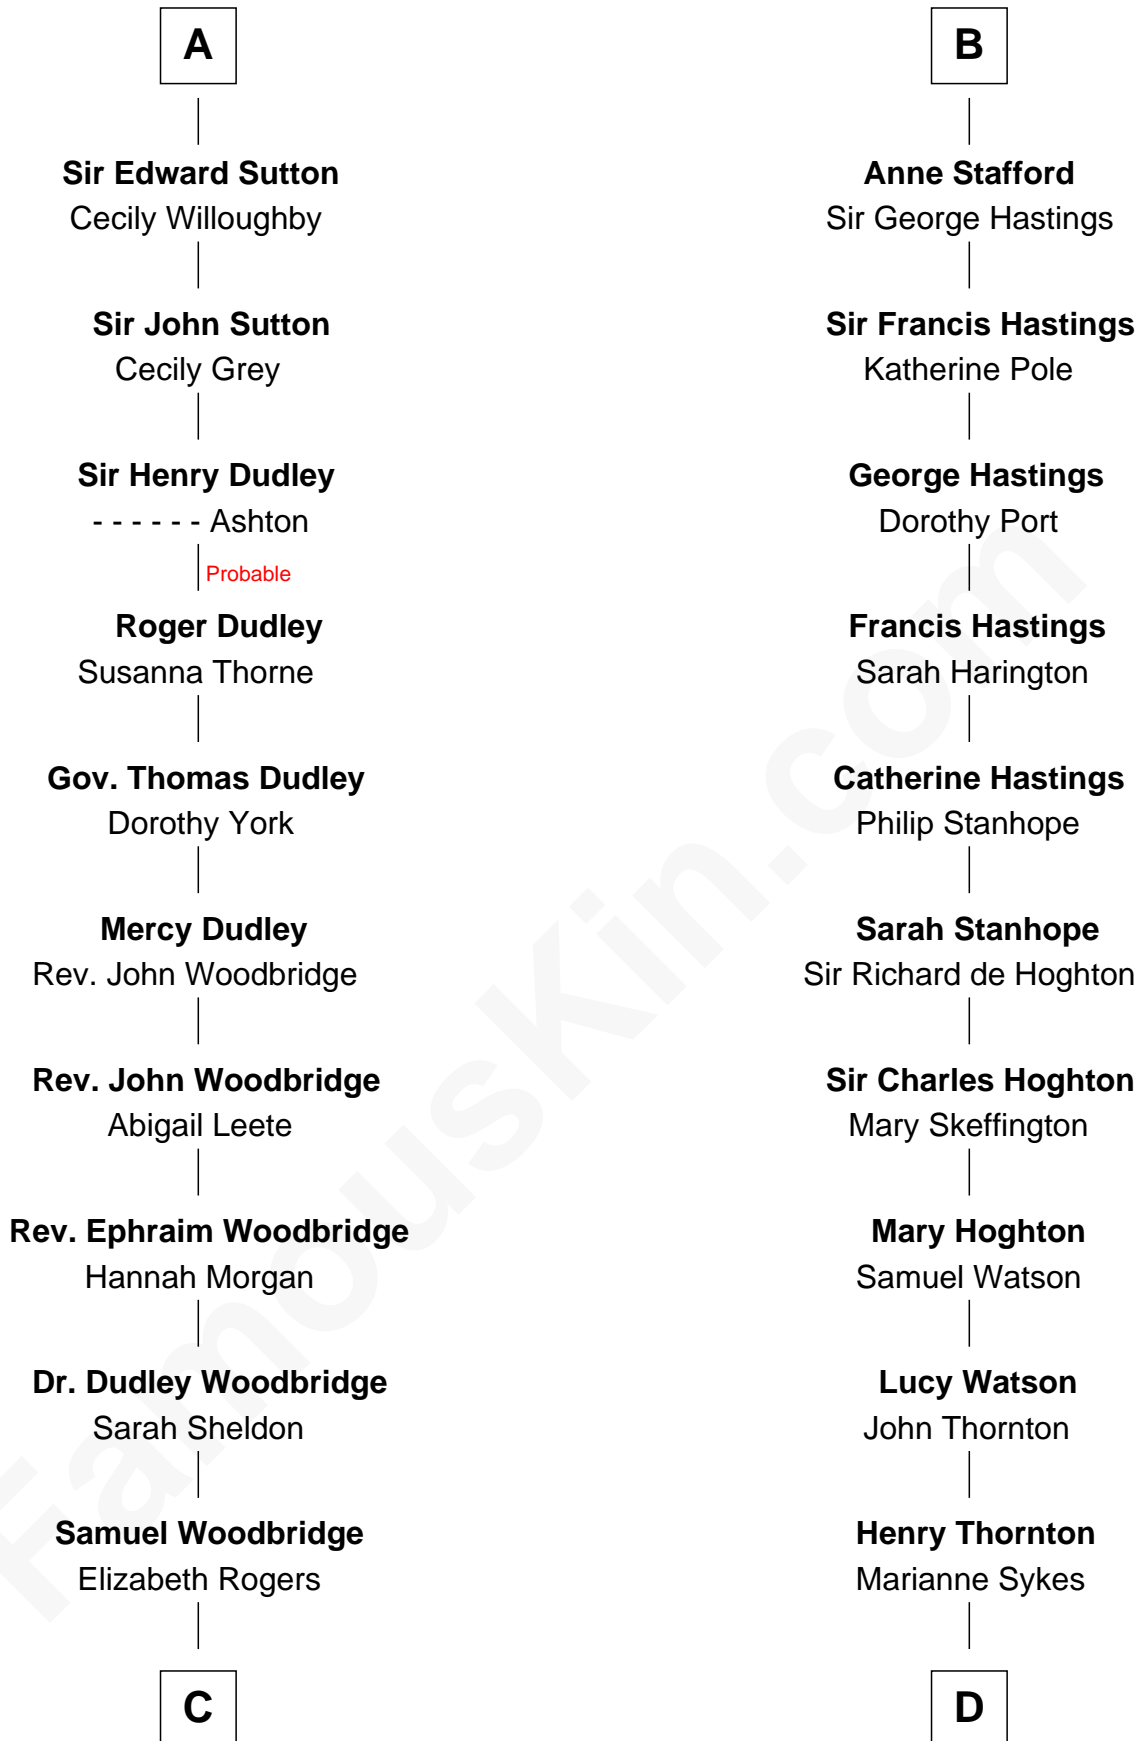 A
Sir Edward Sutton
Cecily Willoughby
Sir John Sutton
Cecily Grey
Sir Henry Dudley
- - - - - - Ashton
Probable
Roger Dudley
Susanna Thorne
Gov. Thomas Dudley
Dorothy York
Mercy Dudley
Rev. John Woodbridge
Rev. John Woodbridge
Abigail Leete
Rev. Ephraim Woodbridge
Hannah Morgan
Dr. Dudley Woodbridge
Sarah Sheldon
Samuel Woodbridge
Elizabeth Rogers
C
B
Anne Stafford
Sir George Hastings
Sir Francis Hastings
Katherine Pole
George Hastings
Dorothy Port
Francis Hastings
Sarah Harington
Catherine Hastings
Philip Stanhope
Sarah Stanhope
Sir Richard de Hoghton
Sir Charles Hoghton
Mary Skeffington
Mary Hoghton
Samuel Watson
Lucy Watson
John Thornton
Henry Thornton
Marianne Sykes
D
FamousKin.com